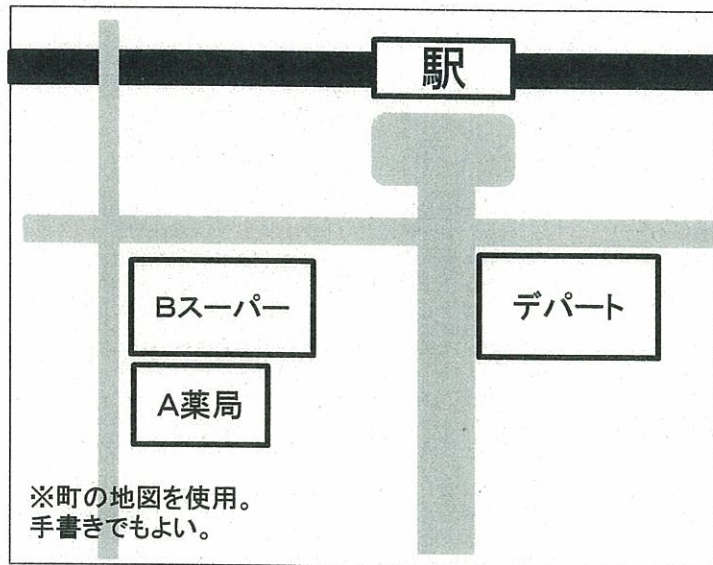 駅
Bスーパー
デパート
A薬局
※町の地図を使用。
手書きでもよい。